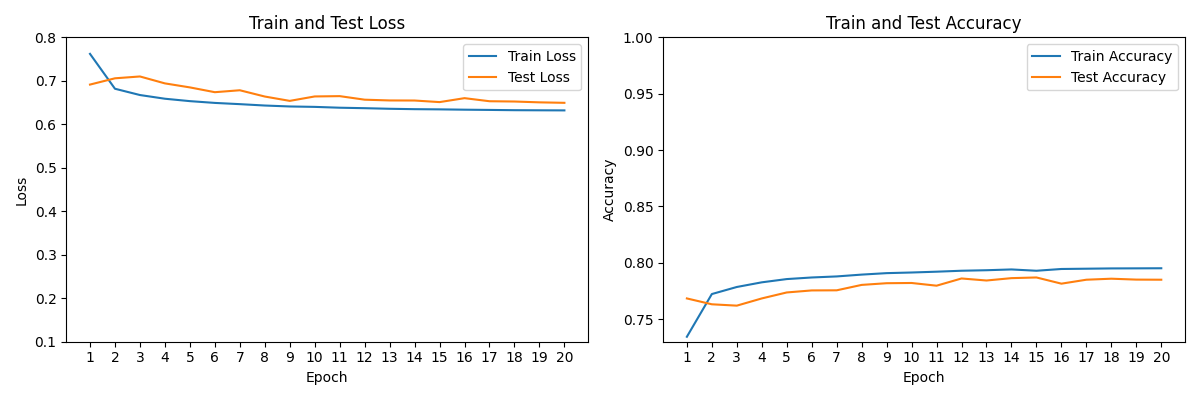 Train and Test Loss
0.8
0.7
0.6
0.5
0.4
0.3
0.2
0.1
Loss
Train Loss
Test Loss
1 2 3 4 5 6 7 8 9 10 11 12 13 14 15 16 17 18 19 20
Epoch
Train and Test Accuracy
1.00
0.95
0.90
0.85
0.80
0.75
Accuracy
Train Accuracy
Test Accuracy
1 2 3 4 5 6 7 8 9 10 11 12 13 14 15 16 17 18 19 20
Epoch